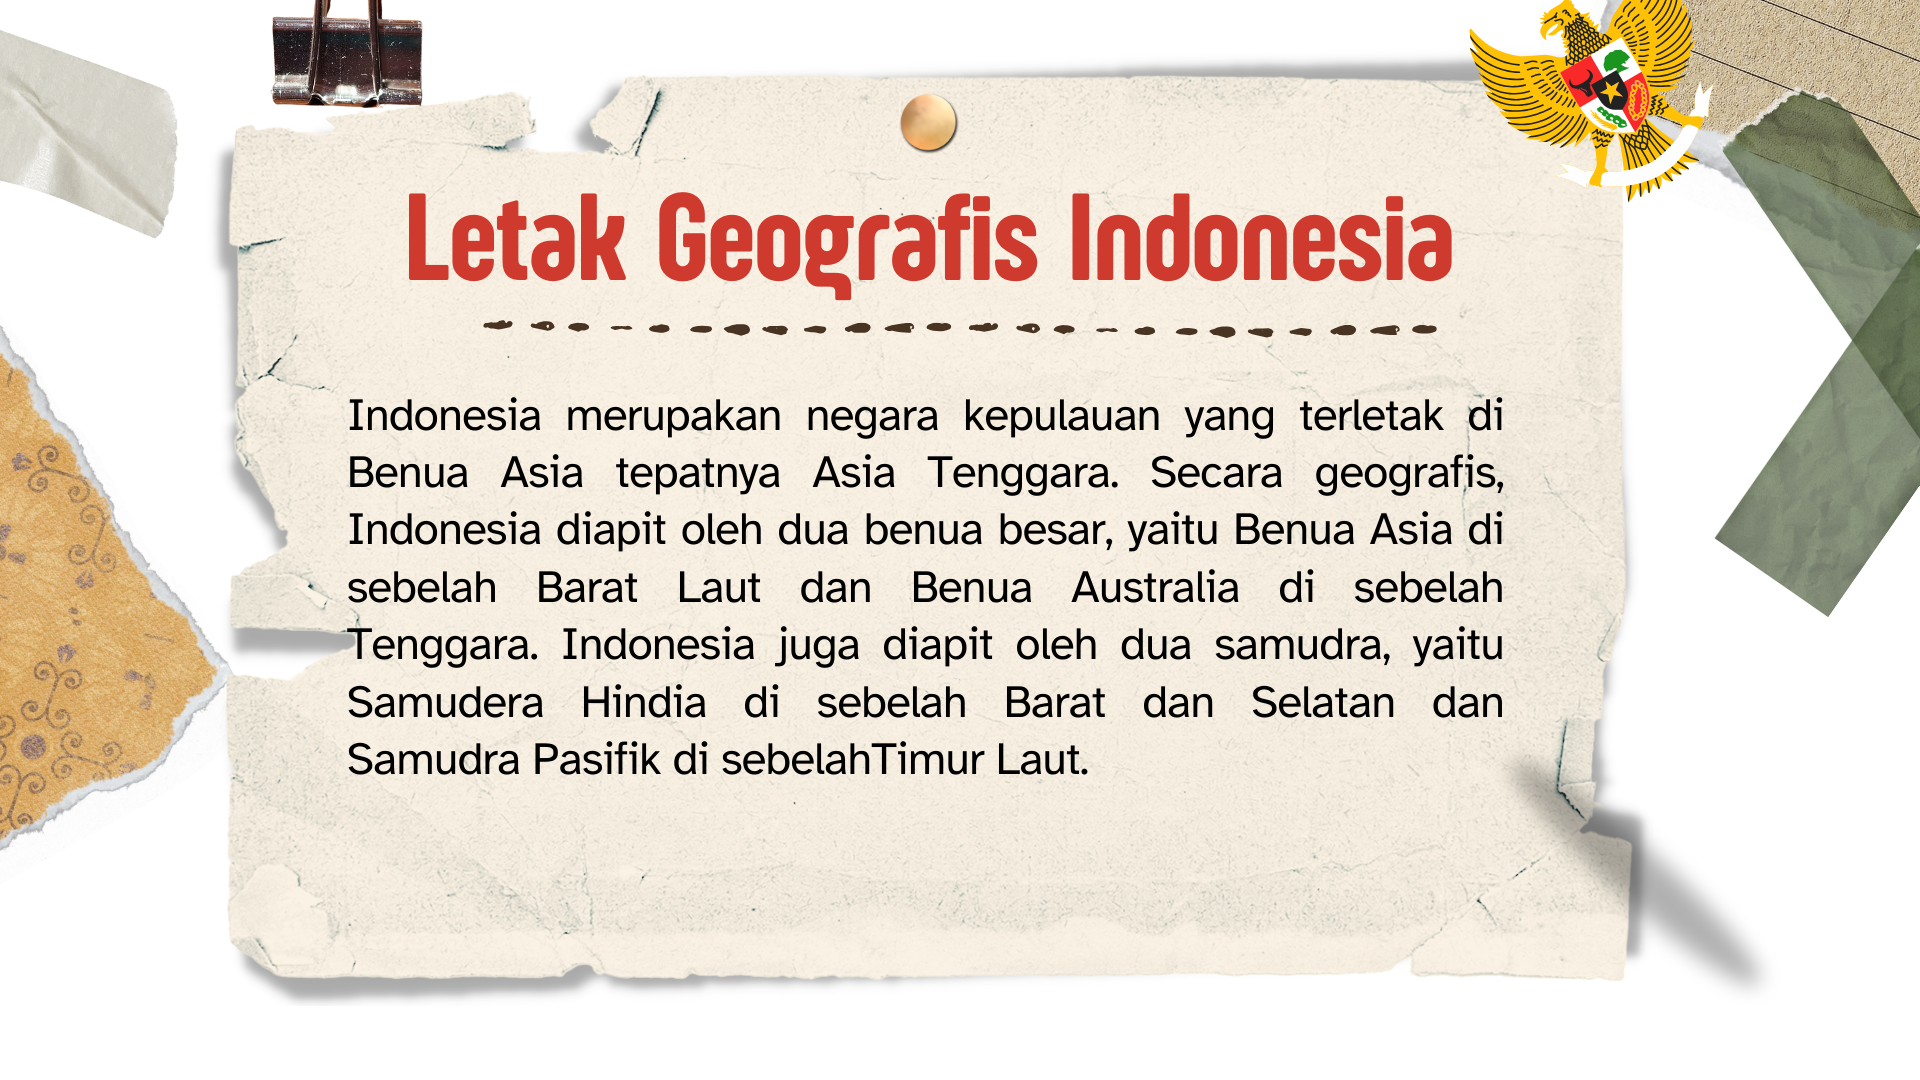 Letak Geografis Indonesia
Indonesia merupakan negara kepulauan yang terletak di
Benua Asia tepatnya Asia Tenggara. Secara geografis,
Indonesia diapit oleh dua benua besar, yaitu Benua Asia di
sebelah Barat Laut dan Benua Australia di sebelah
Tenggara. Indonesia juga diapit oleh dua samudra, yaitu
Samudera Hindia di sebelah Barat dan Selatan dan
Samudra Pasifik di sebelahTimur Laut.